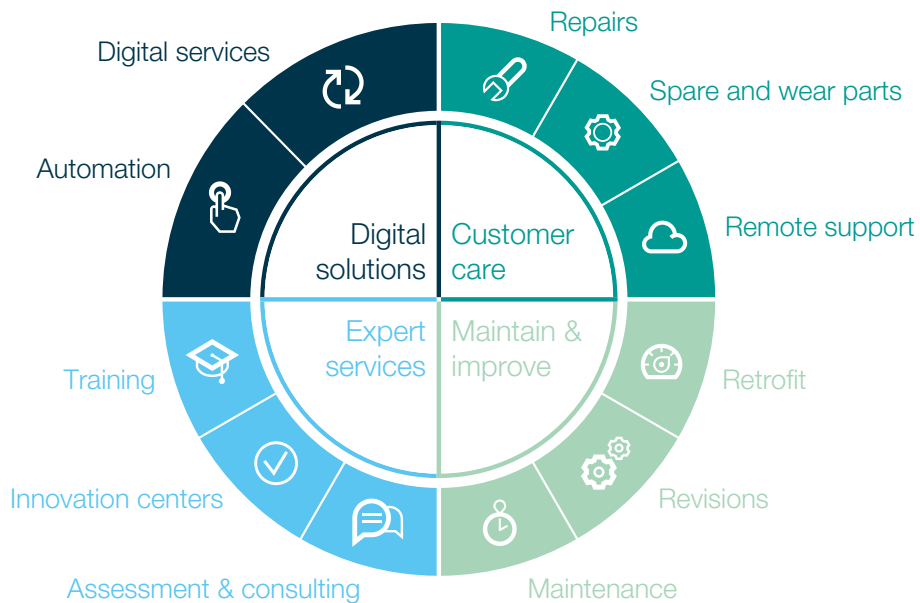 Repairs
Digital services
Spare and wear parts
Automation
Remote support
Digital
solutions
Customer
care
Expert
services
Maintain &
improve
Training
Retrofit
Innovation centers
Revisions
Assessment & consulting
Maintenance